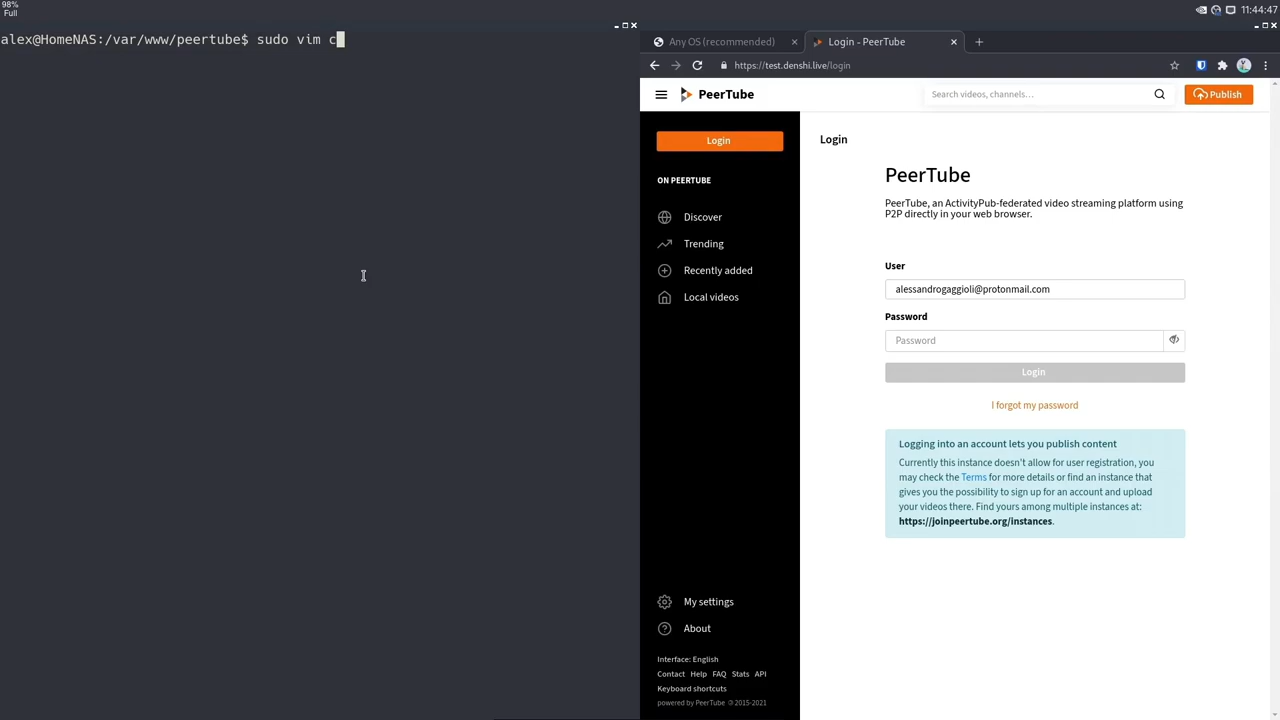 98%
Full
11:44:47
alex@HomeNAS:/var/www/peertube$ sudo vim c
Any OS (recommended)
Login - PeerTube
https://test.denshi.live/login
PeerTube
Search videos, channels…
Publish
Login
ON PEERTUBE
Discover
Trending
Recently added
Local videos
My settings
About
Interface: English
Contact Help FAQ Stats API
Keyboard shortcuts
powered by PeerTube © 2015-2021
Login
PeerTube
PeerTube, an ActivityPub-federated video streaming platform using
P2P directly in your web browser.
User
alessandrogaggioli@protonmail.com
Password
Password
Login
I forgot my password
Logging into an account lets you publish content
Currently this instance doesn't allow for user registration, you
may check the Terms for more details or find an instance that
gives you the possibility to sign up for an account and upload
your videos there. Find yours among multiple instances at:
https://joinpeertube.org/instances.